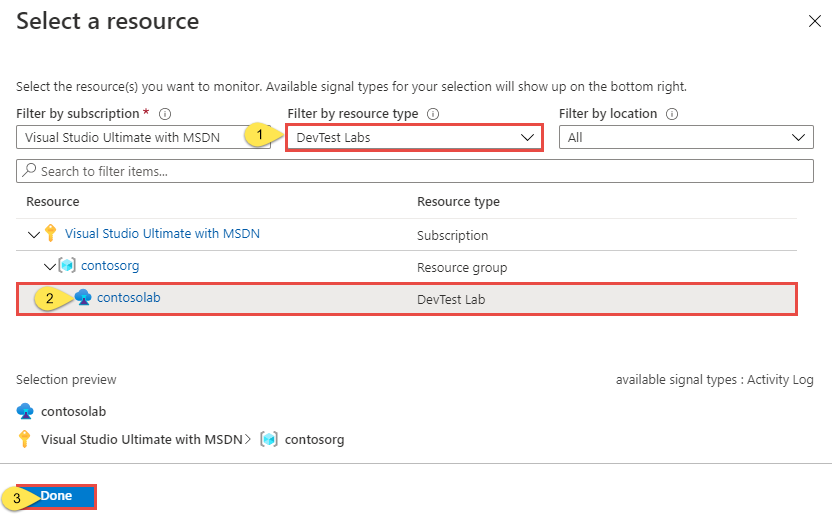 Select a resource
Select the resource(s) you want to monitor. Available signal types for your selection will show up on the bottom right.
Filter by subscription *
Filter by resource type
Filter by location
Visual Studio Ultimate with MSDN
1
DevTest Labs
All
Search to filter items...
Resource
Resource type
Visual Studio Ultimate with MSDN
Subscription
contosorg
Resource group
2
contosolab
DevTest Lab
Selection preview
available signal types : Activity Log
contosolab
Visual Studio Ultimate with MSDN
contosorg
3
Done